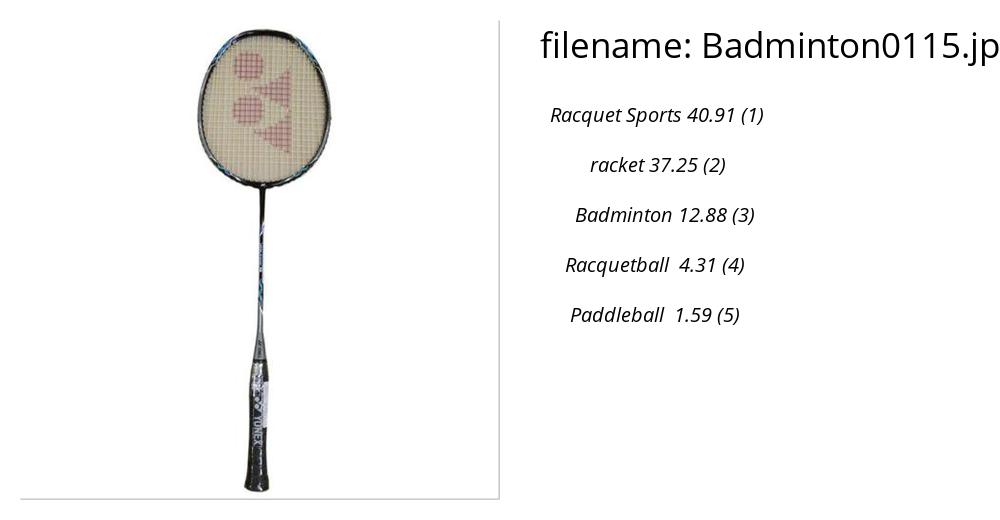 filename: Badminton0115.jp
Racquet Sports 40.91 (1)
racket 37.25 (2)
Badminton 12.88 (3)
Racquetball 4.31 (4)
Paddleball 1.59 (5)
YONEX